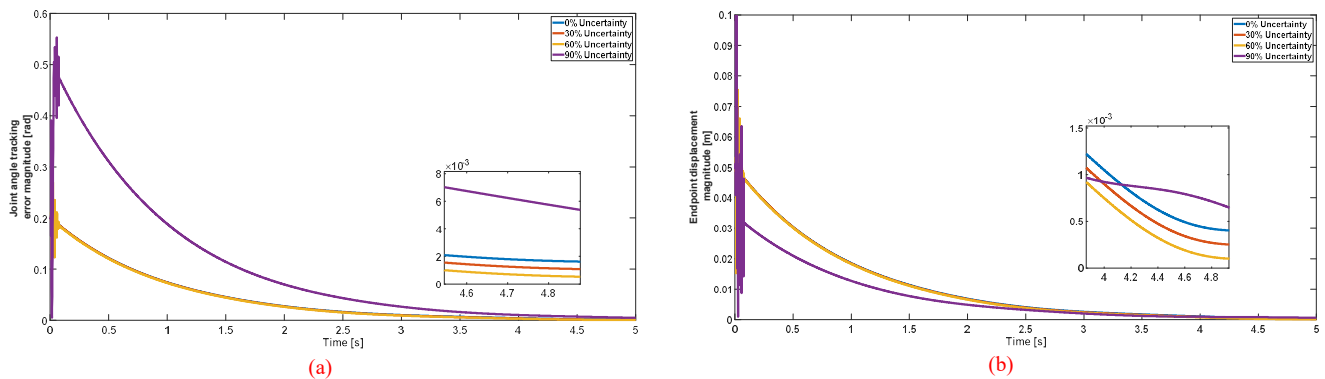 0.6
0.5
0.4
0.3
0.2
0.1
0
Joint angle tracking
error magnitude [rad]
0% Uncertainty
30% Uncertainty
60% Uncertainty
90% Uncertainty
×10⁻³
8
6
4
2
0
4.6 4.7 4.8
0.5 1 1.5 2 2.5 3 3.5 4 4.5 5
Time [s]
(a)
0.1
0.09
0.08
0.07
0.06
0.05
0.04
0.03
0.02
0.01
0
Endpoint displacement
magnitude [m]
0% Uncertainty
30% Uncertainty
60% Uncertainty
90% Uncertainty
×10⁻³
1.5
1
0.5
0
4 4.2 4.4 4.6 4.8
0 0.5 1 1.5 2 2.5 3 3.5 4 4.5 5
Time [s]
(b)